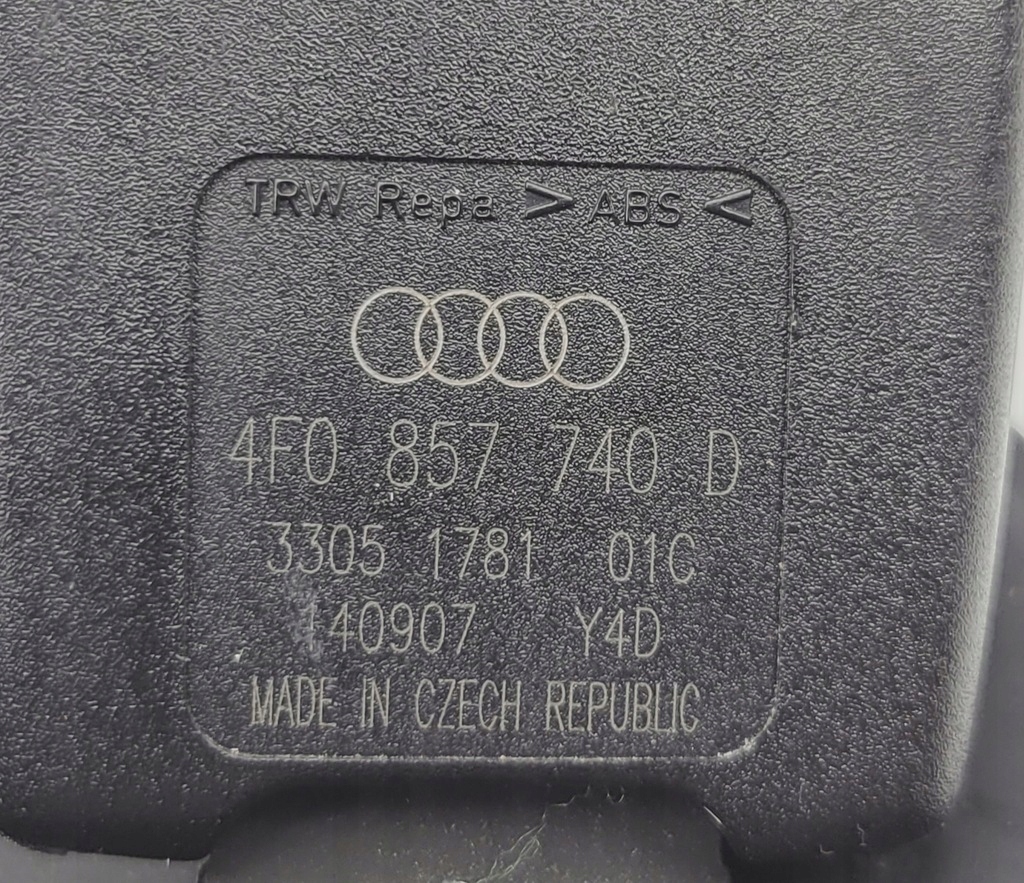 TRW Repa > ABS <
4F0 857 740 D
3305 1781 01C
140907 Y4D
MADE IN CZECH REPUBLIC